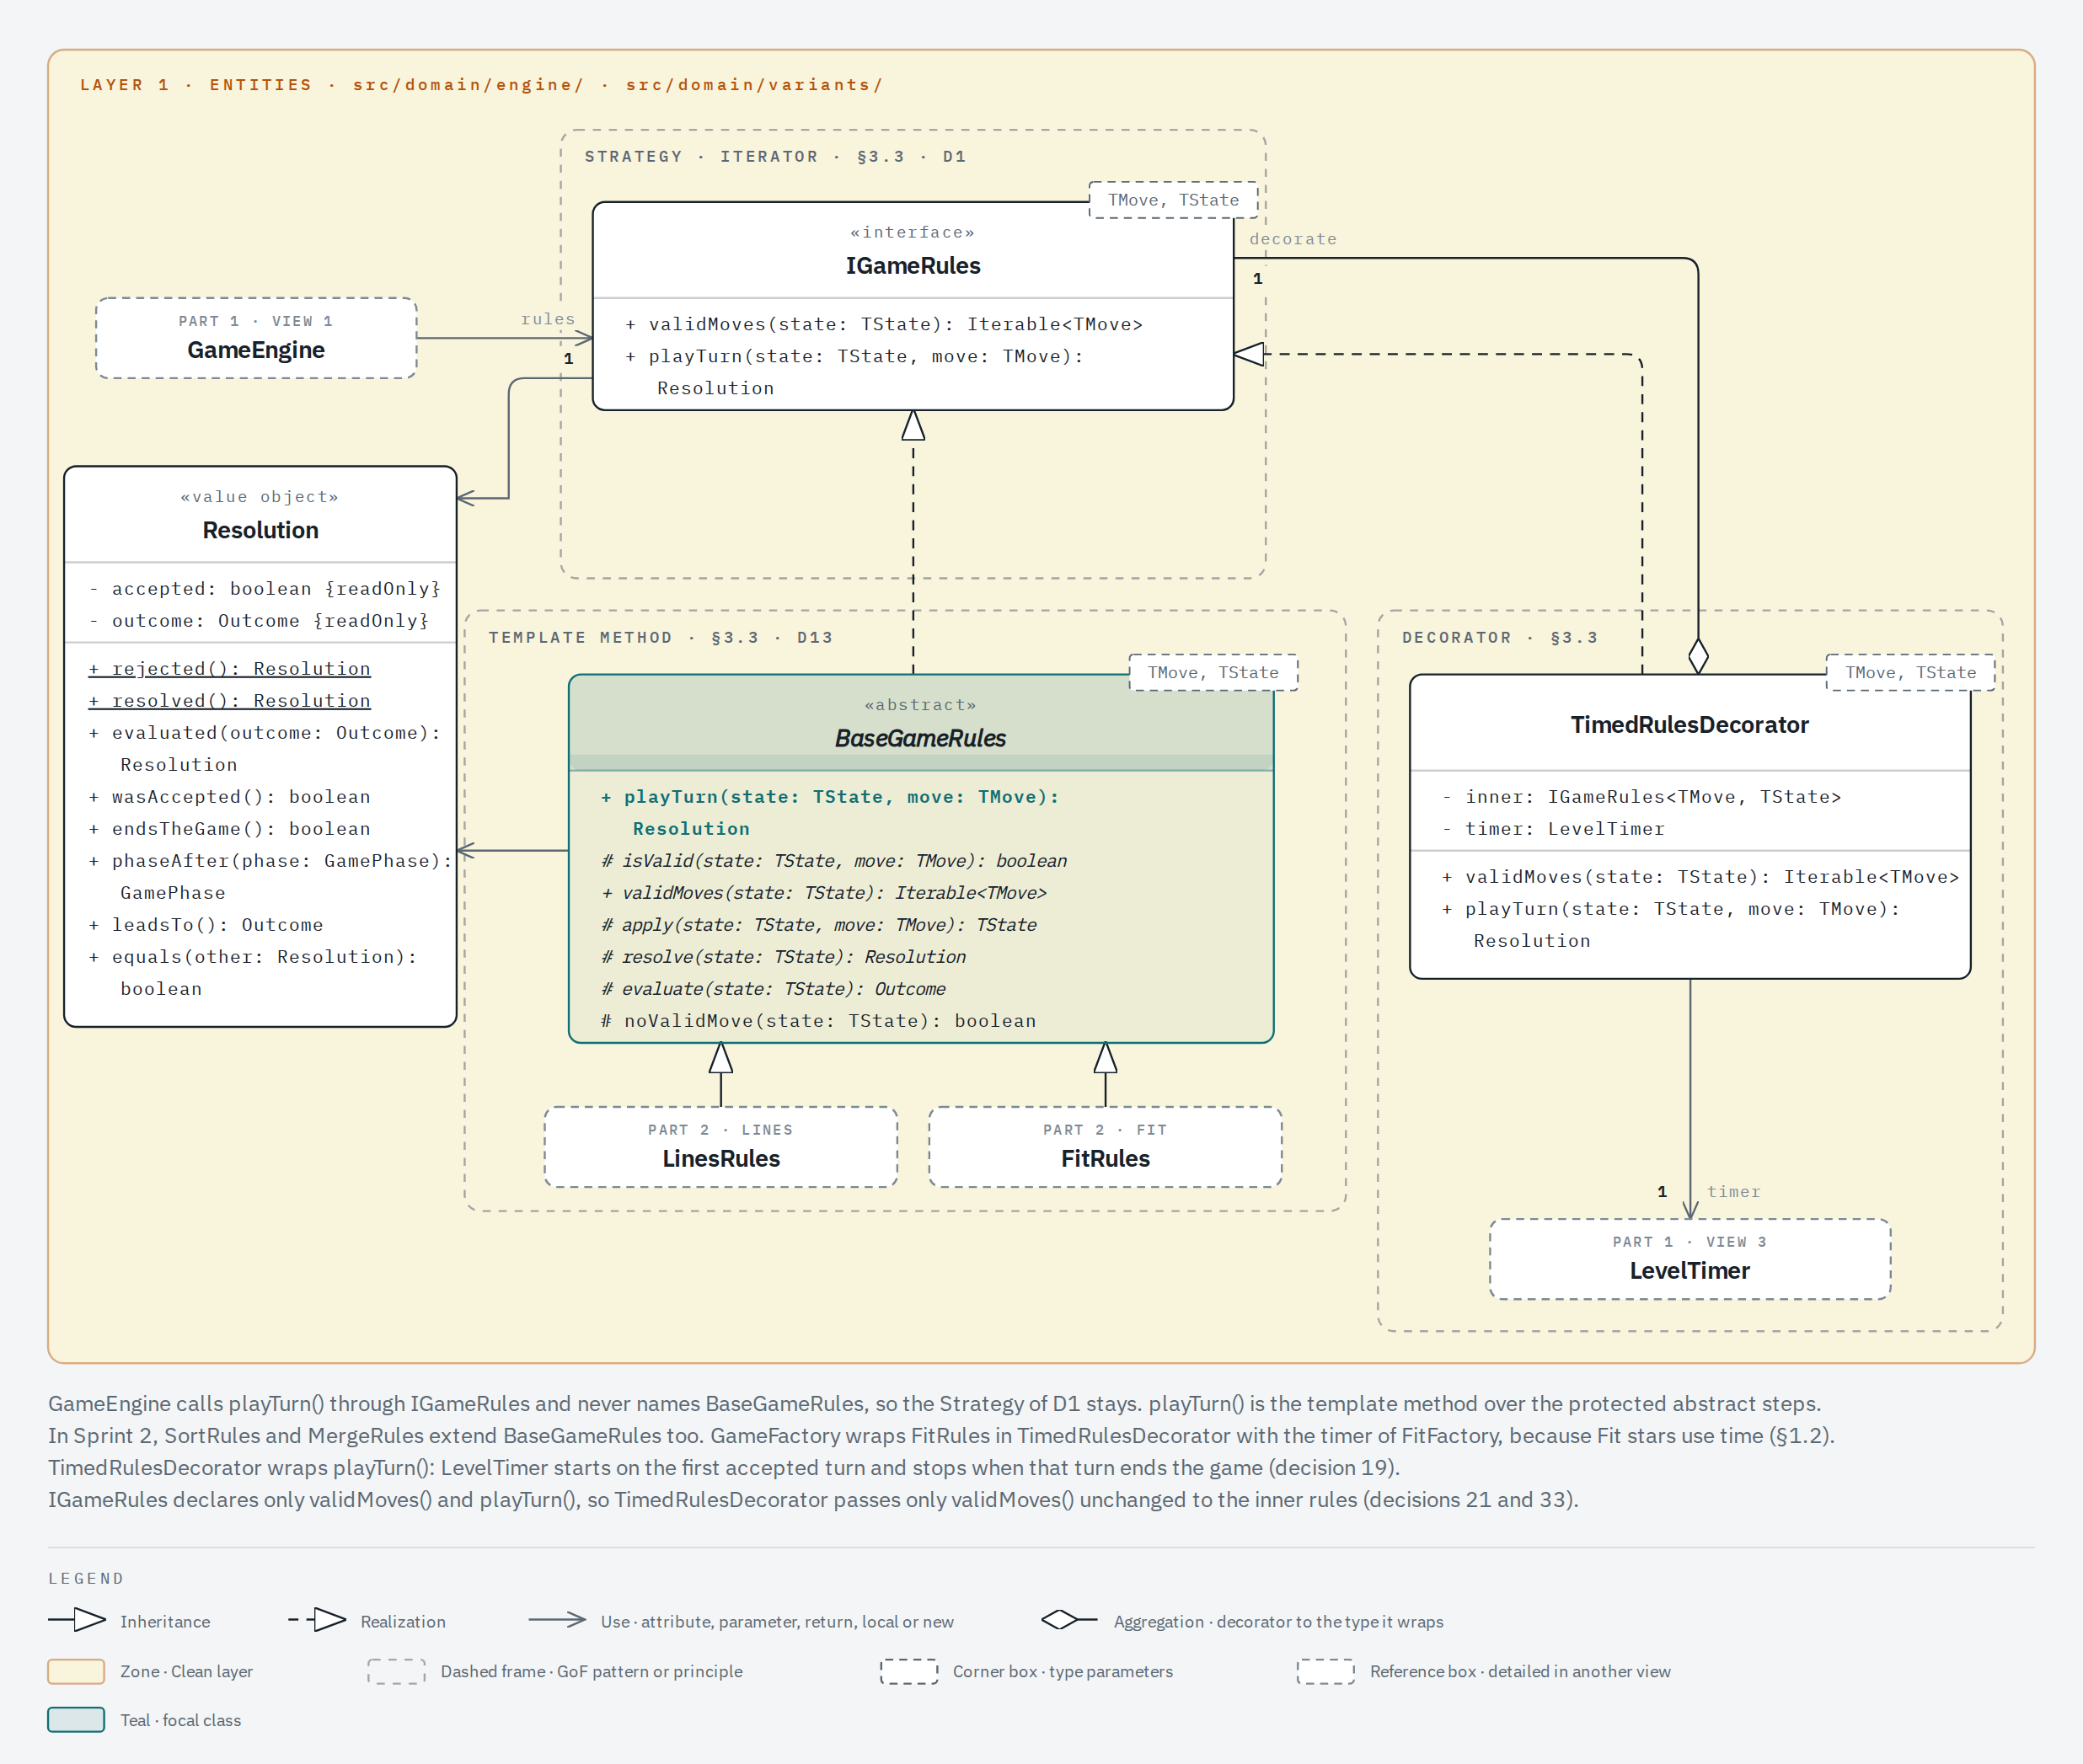 LAYER 1 · ENTITIES · src/domain/engine/ · src/domain/variants/
STRATEGY · ITERATOR · §3.3 · D1
TMove, TState
«interface»
IGameRules
+ validMoves(state: TState): Iterable<TMove>
+ playTurn(state: TState, move: TMove):
Resolution
decorate
1
PART 1 · VIEW 1
GameEngine
rules
1
«value object»
Resolution
- accepted: boolean {readOnly}
- outcome: Outcome {readOnly}
+ rejected(): Resolution
+ resolved(): Resolution
+ evaluated(outcome: Outcome):
Resolution
+ wasAccepted(): boolean
+ endsTheGame(): boolean
+ phaseAfter(phase: GamePhase):
GamePhase
+ leadsTo(): Outcome
+ equals(other: Resolution):
boolean
TEMPLATE METHOD · §3.3 · D13
TMove, TState
«abstract»
BaseGameRules
+ playTurn(state: TState, move: TMove):
Resolution
# isValid(state: TState, move: TMove): boolean
+ validMoves(state: TState): Iterable<TMove>
# apply(state: TState, move: TMove): TState
# resolve(state: TState): Resolution
# evaluate(state: TState): Outcome
# noValidMove(state: TState): boolean
PART 2 · LINES
LinesRules
PART 2 · FIT
FitRules
DECORATOR · §3.3
TMove, TState
TimedRulesDecorator
- inner: IGameRules<TMove, TState>
- timer: LevelTimer
+ validMoves(state: TState): Iterable<TMove>
+ playTurn(state: TState, move: TMove):
Resolution
1
timer
PART 1 · VIEW 3
LevelTimer
GameEngine calls playTurn() through IGameRules and never names BaseGameRules, so the Strategy of D1 stays. playTurn() is the template method over the protected abstract steps.
In Sprint 2, SortRules and MergeRules extend BaseGameRules too. GameFactory wraps FitRules in TimedRulesDecorator with the timer of FitFactory, because Fit stars use time (§1.2).
TimedRulesDecorator wraps playTurn(): LevelTimer starts on the first accepted turn and stops when that turn ends the game (decision 19).
IGameRules declares only validMoves() and playTurn(), so TimedRulesDecorator passes only validMoves() unchanged to the inner rules (decisions 21 and 33).
LEGEND
Inheritance
Realization
Use · attribute, parameter, return, local or new
Aggregation · decorator to the type it wraps
Zone · Clean layer
Dashed frame · GoF pattern or principle
Corner box · type parameters
Reference box · detailed in another view
Teal · focal class